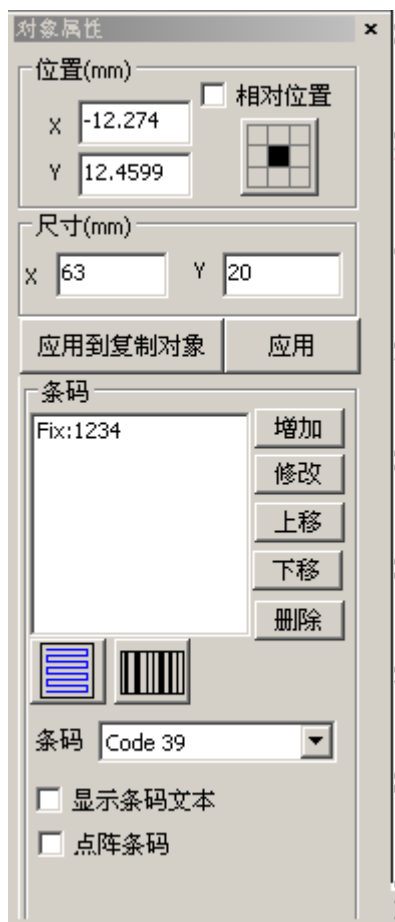 对象属性 ×
位置(mm)
相对位置
X -12.274
Y 12.4599
尺寸(mm)
X 63 Y 20
应用到复制对象 应用
条码
Fix:1234
增加
修改
上移
下移
删除
条码 Code 39
显示条码文本
点阵条码